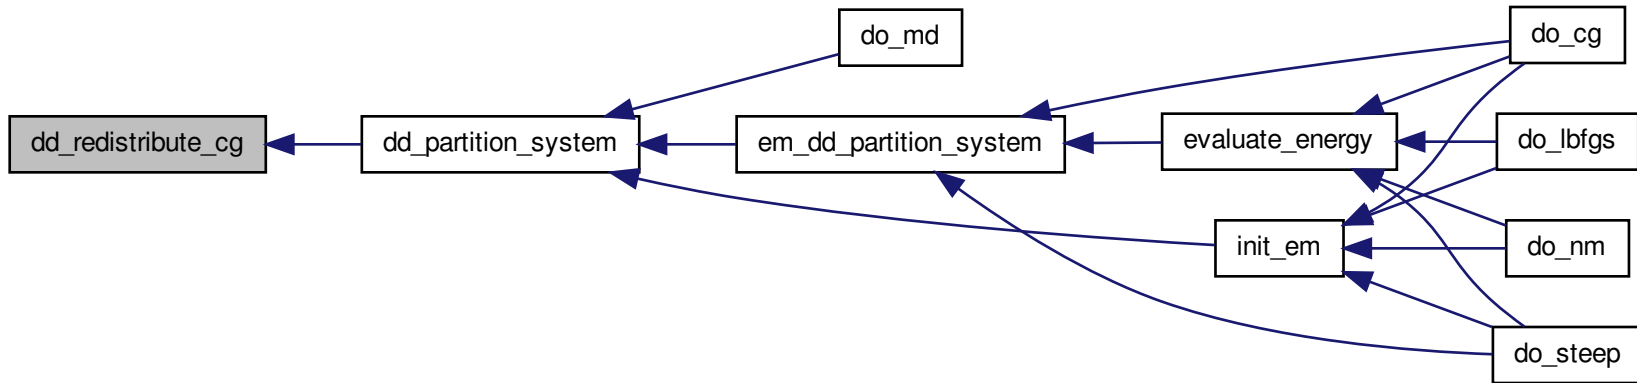 dd_redistribute_cg
dd_partition_system
do_md
em_dd_partition_system
evaluate_energy
init_em
do_cg
do_lbfgs
do_nm
do_steep